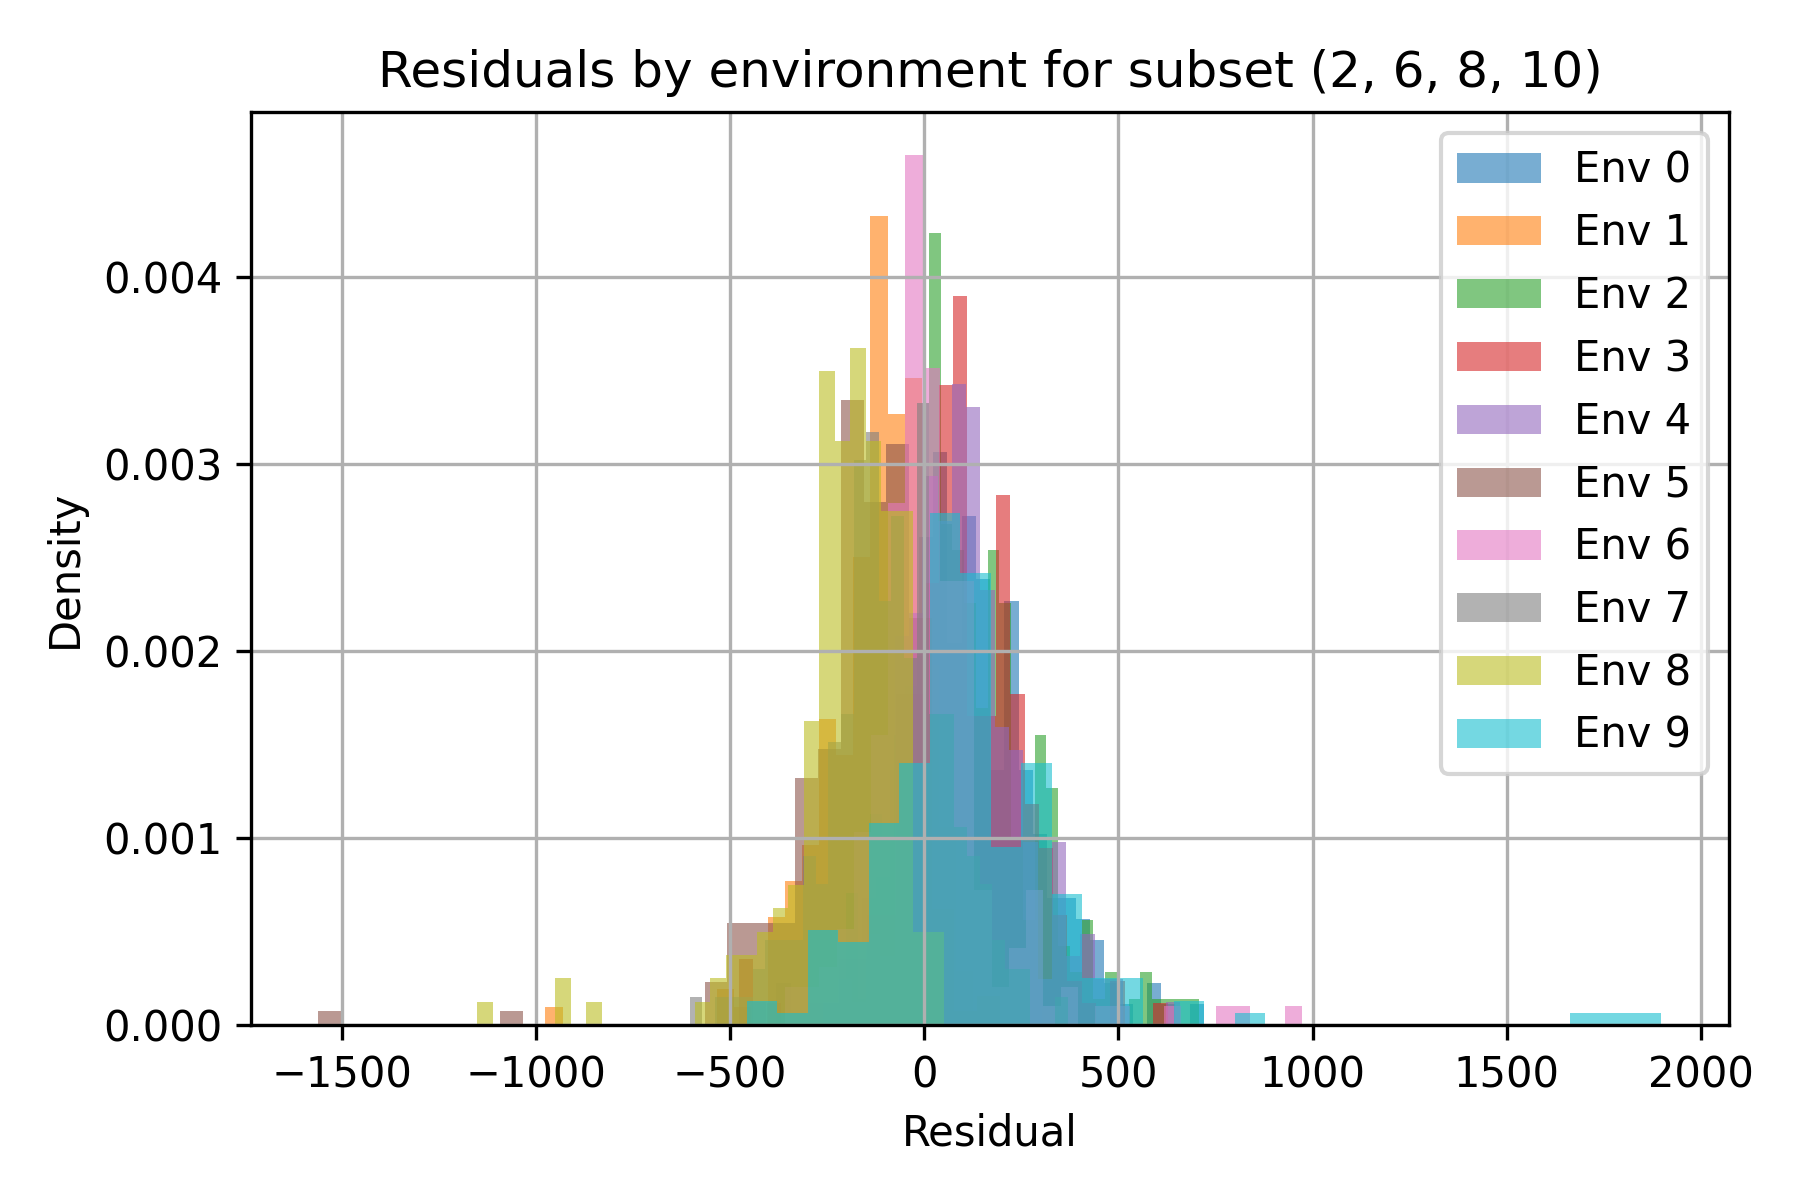 Residuals by environment for subset (2, 6, 8, 10)
Density
0.004
0.003
0.002
0.001
0.000
−1500
−1000
−500
0
500
1000
1500
2000
Residual
Env 0
Env 1
Env 2
Env 3
Env 4
Env 5
Env 6
Env 7
Env 8
Env 9